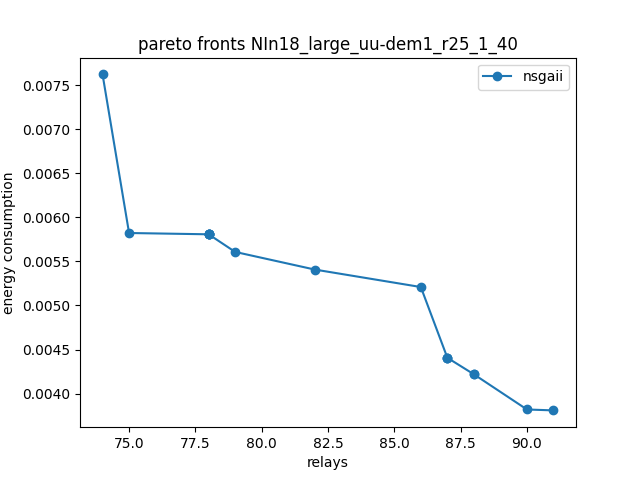 pareto fronts NIn18_large_uu-dem1_r25_1_40
nsgaii
0.0075
0.0070
0.0065
0.0060
0.0055
0.0050
0.0045
0.0040
energy consumption
75.0 77.5 80.0 82.5 85.0 87.5 90.0
relays